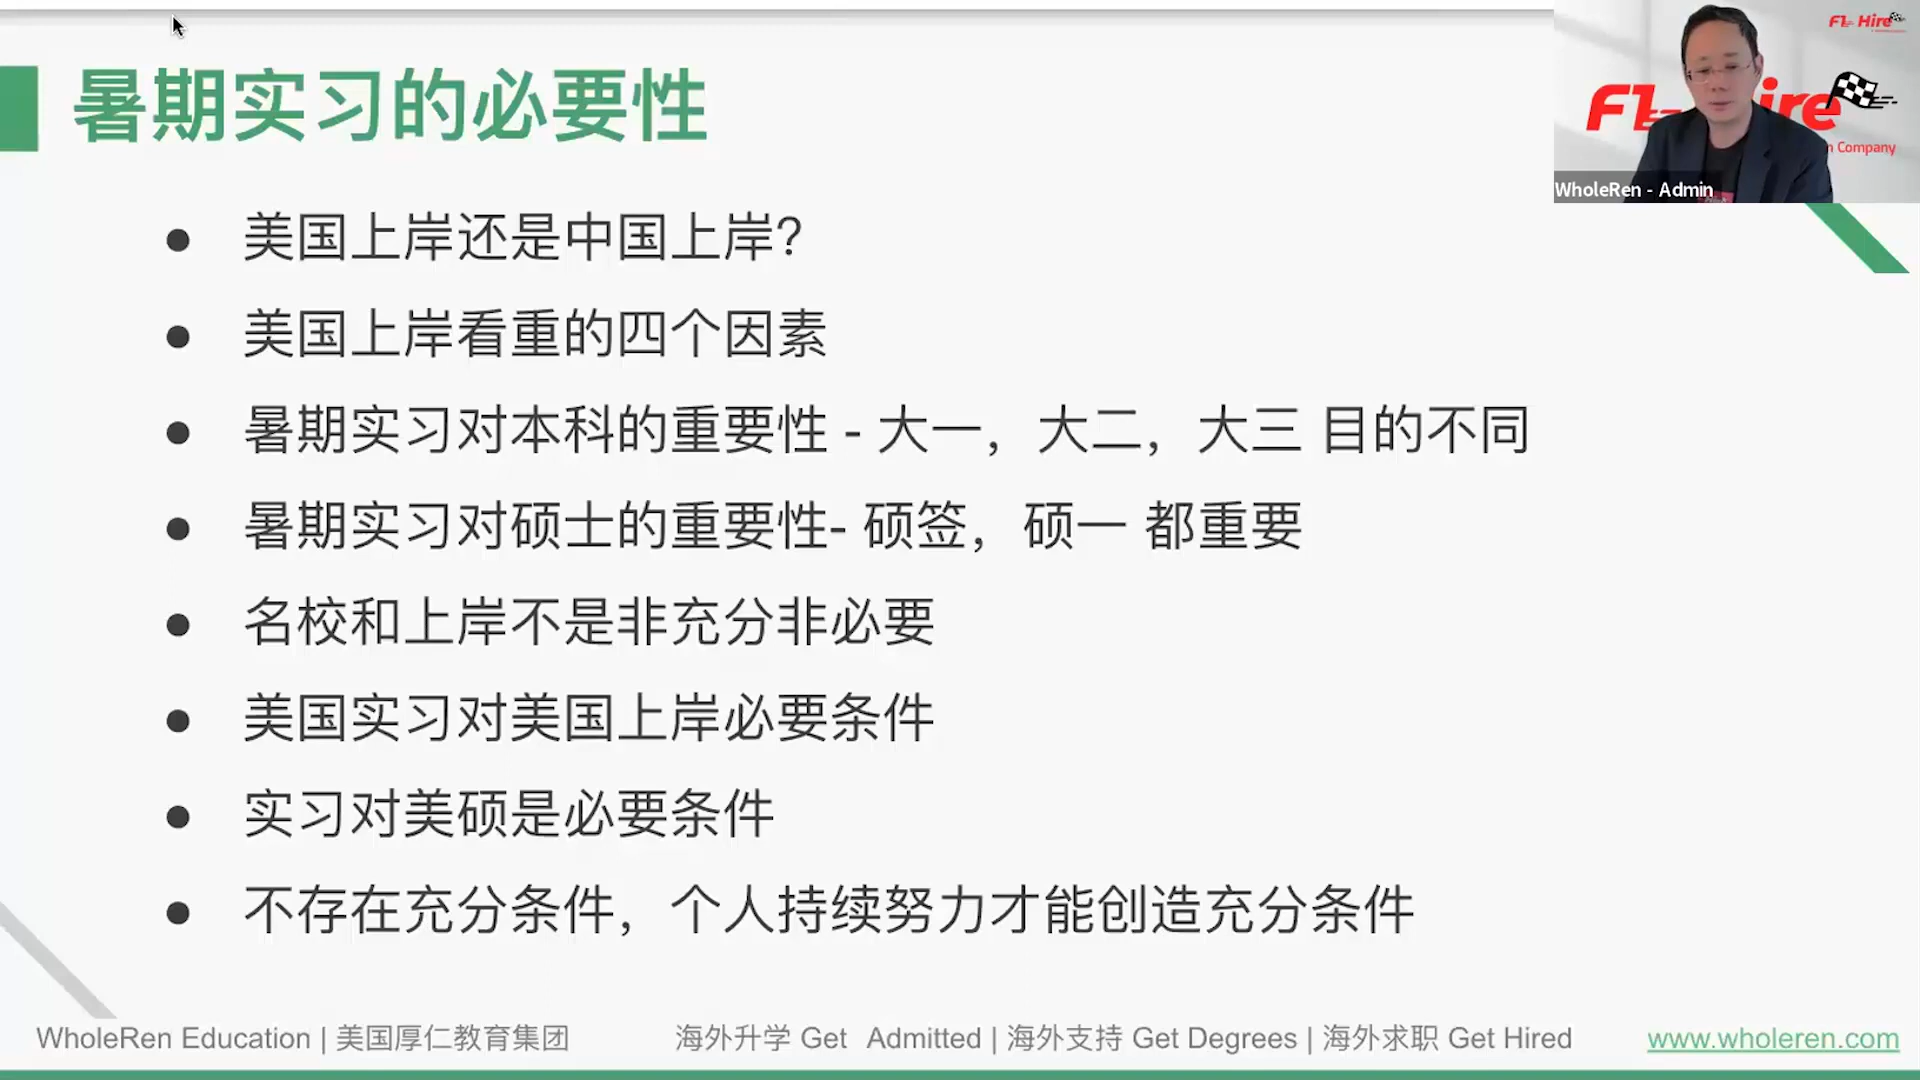 暑期实习的必要性
F1 Hire
F1 ire
n Company
WholeRen - Admin
● 美国上岸还是中国上岸?
● 美国上岸看重的四个因素
● 暑期实习对本科的重要性 - 大一，大二，大三 目的不同
● 暑期实习对硕士的重要性- 硕签，硕一 都重要
● 名校和上岸不是非充分非必要
● 美国实习对美国上岸必要条件
● 实习对美硕是必要条件
● 不存在充分条件，个人持续努力才能创造充分条件
WholeRen Education | 美国厚仁教育集团
海外升学 Get Admitted | 海外支持 Get Degrees | 海外求职 Get Hired
www.wholeren.com